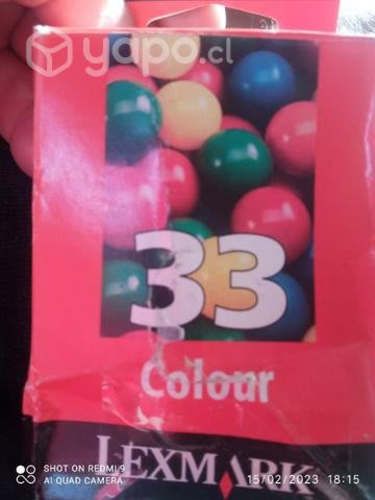 yapo.cl
33
Colour
LEXMARK
SHOT ON REDMI 9
AI QUAD CAMERA
15/02/2023 18:15